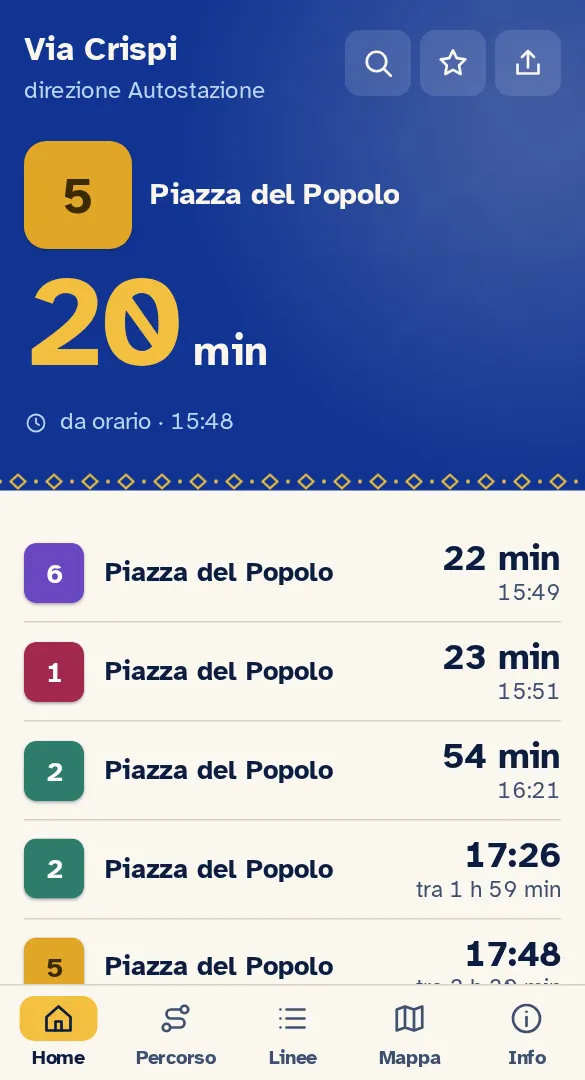 Via Crispi
direzione Autostazione
5 Piazza del Popolo
20 min
da orario · 15:48
6 Piazza del Popolo 22 min
15:49
1 Piazza del Popolo 23 min
15:51
2 Piazza del Popolo 54 min
16:21
2 Piazza del Popolo 17:26
tra 1 h 59 min
5 Piazza del Popolo 17:48
Home Percorso Linee Mappa Info